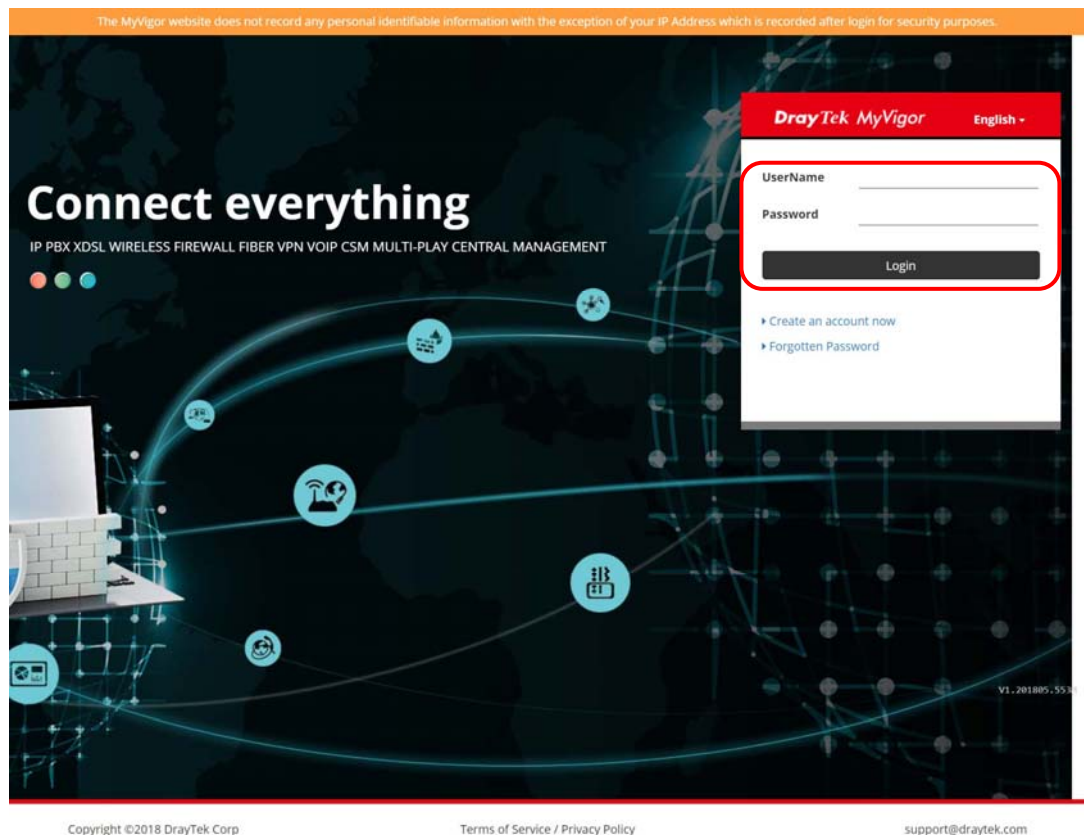 The MyVigor website does not record any personal identifiable information with the exception of your IP Address which is recorded after login for security purposes.
DrayTek MyVigor English
UserName
Password
Login
Create an account now
Forgotten Password
Connect everything
IP PBX XDSL WIRELESS FIREWALL FIBER VPN VOIP CSM MULTI-PLAY CENTRAL MANAGEMENT
Copyright ©2018 DrayTek Corp Terms of Service / Privacy Policy support@draytek.com